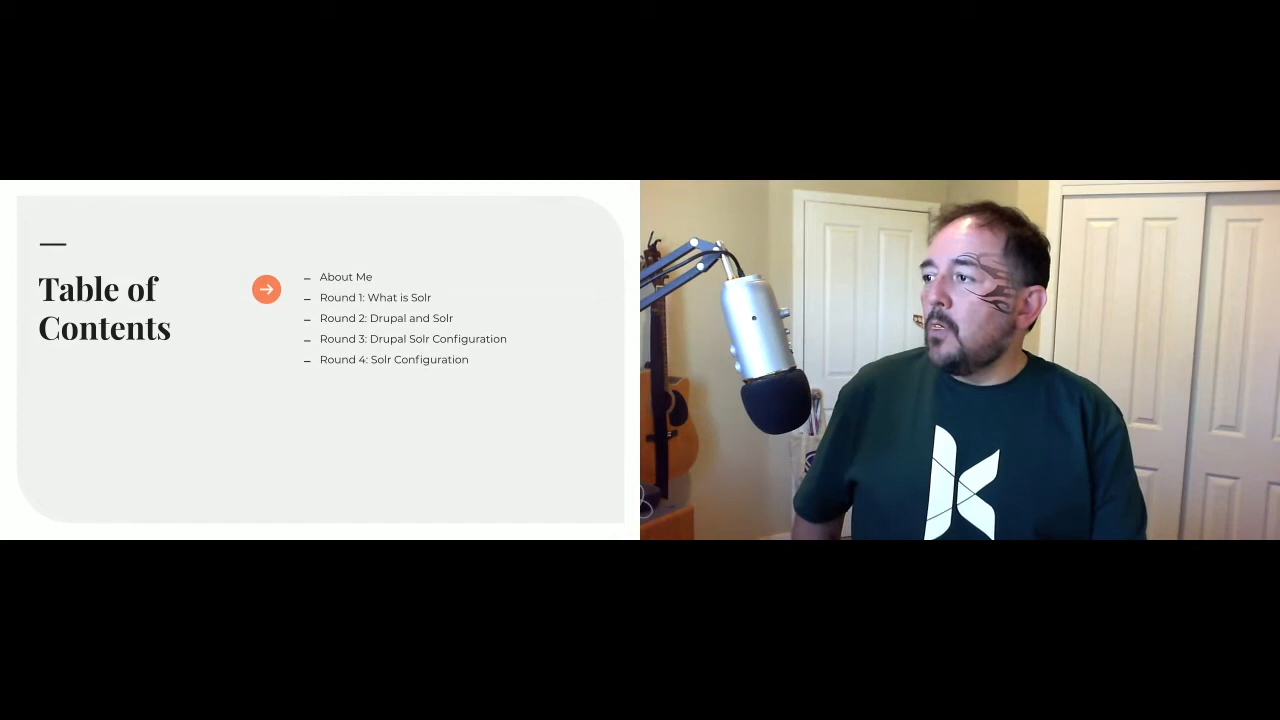 Table of
Contents
About Me
Round 1: What is Solr
Round 2: Drupal and Solr
Round 3: Drupal Solr Configuration
Round 4: Solr Configuration
K